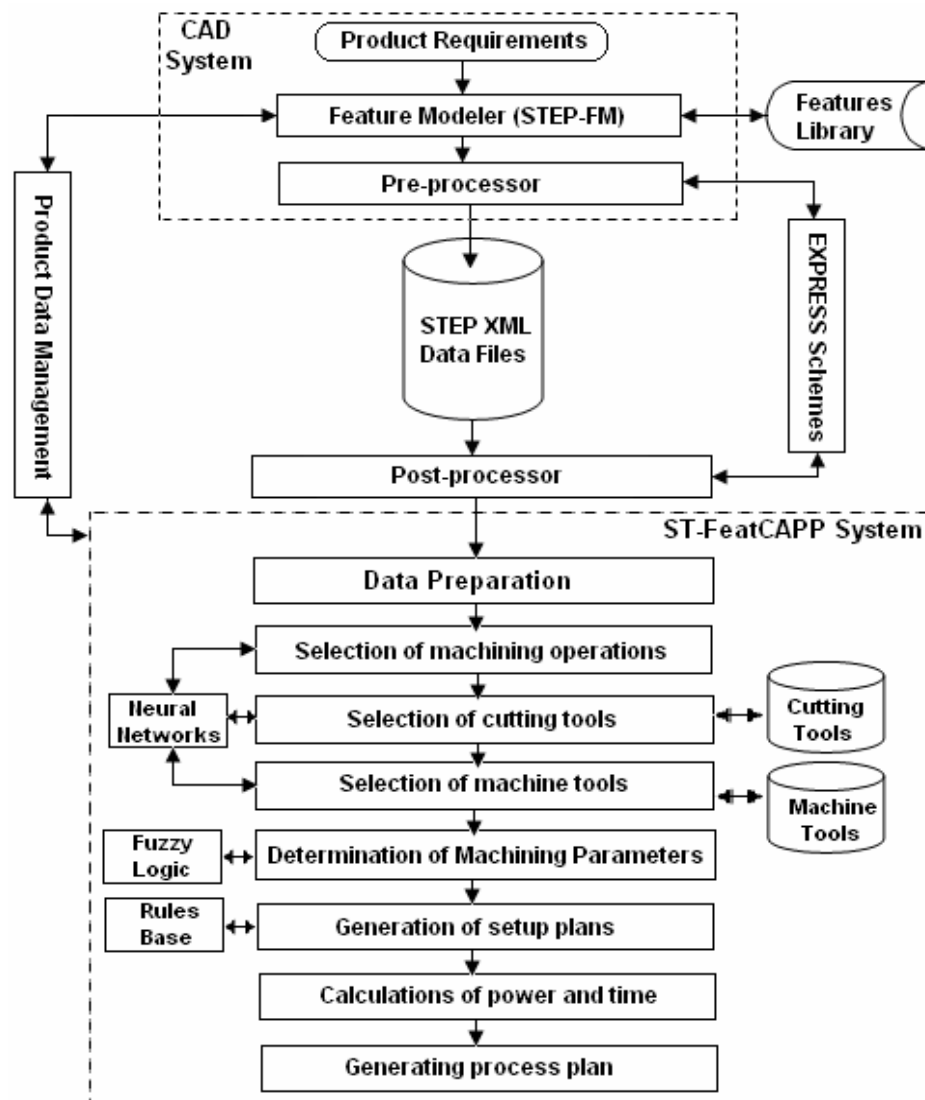 CAD
System
Product Requirements
Feature Modeler (STEP-FM)
Features
Library
Pre-processor
Product Data Management
EXPRESS Schemes
STEP XML
Data Files
Post-processor
ST-FeatCAPP System
Data Preparation
Selection of machining operations
Neural
Networks
Selection of cutting tools
Cutting
Tools
Selection of machine tools
Machine
Tools
Fuzzy
Logic
Determination of Machining Parameters
Rules
Base
Generation of setup plans
Calculations of power and time
Generating process plan